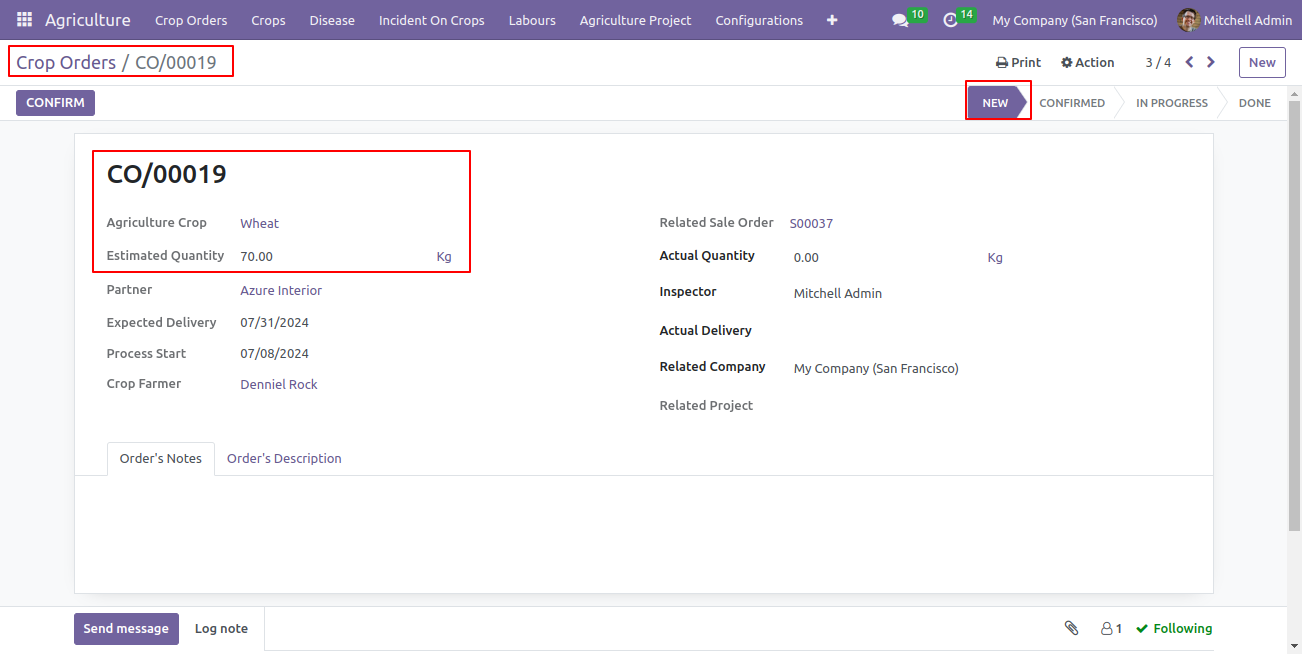 Agriculture Crop Orders Crops Disease Incident On Crops Labours Agriculture Project Configurations + 10 14 My Company (San Francisco) Mitchell Admin
Crop Orders / CO/00019 Print Action 3 / 4 New
CONFIRM NEW CONFIRMED IN PROGRESS DONE
CO/00019
Agriculture Crop Wheat Related Sale Order S00037
Estimated Quantity 70.00 Kg Actual Quantity 0.00 Kg
Partner Azure Interior Inspector Mitchell Admin
Expected Delivery 07/31/2024 Actual Delivery
Process Start 07/08/2024 Related Company My Company (San Francisco)
Crop Farmer Denniel Rock Related Project
Order's Notes Order's Description
Send message Log note 1 Following